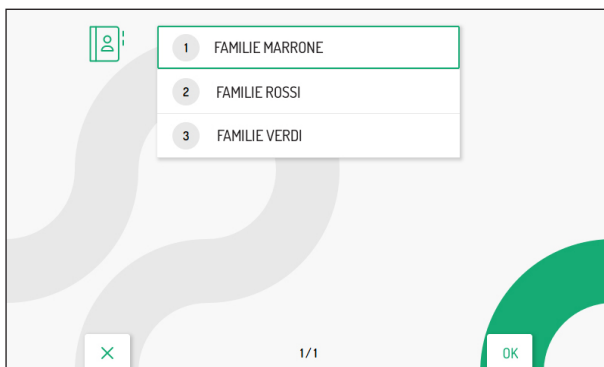 1 FAMILIE MARRONE
2 FAMILIE ROSSI
3 FAMILIE VERDI
1/1
OK